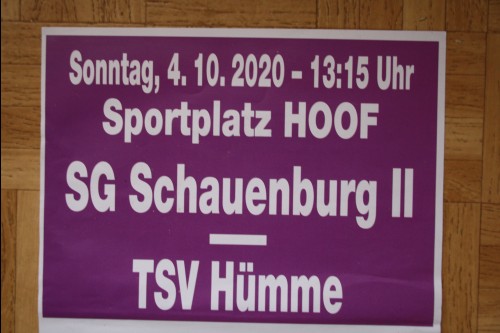 Sonntag, 4. 10. 2020 – 13:15 Uhr
Sportplatz HOOF
SG Schauenburg II
—
TSV Hümme